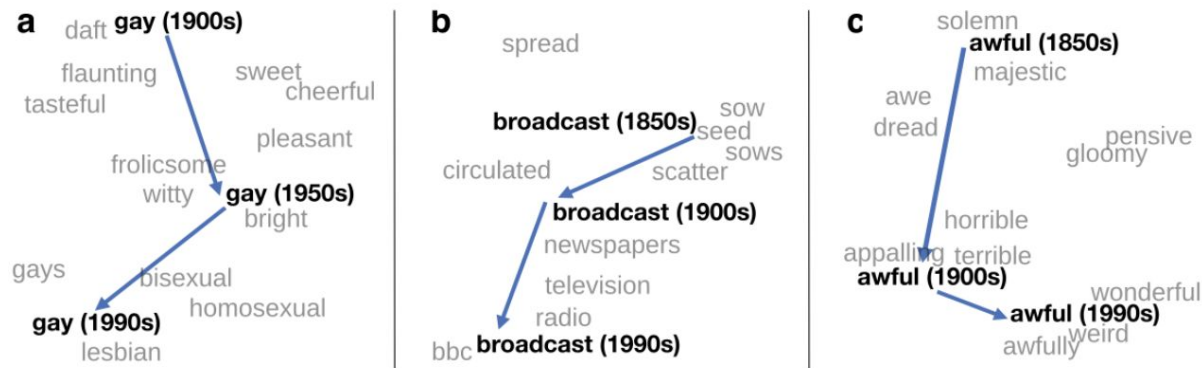 a
daft
gay (1900s)
flaunting
sweet
tasteful
cheerful
pleasant
frolicsome
witty
gay (1950s)
bright
gays
bisexual
homosexual
gay (1990s)
lesbian
b
spread
broadcast (1850s)
sow
seed
sows
circulated
scatter
broadcast (1900s)
newspapers
television
radio
bbc
broadcast (1990s)
c
solemn
awful (1850s)
majestic
awe
dread
pensive
gloomy
horrible
appalling
terrible
awful (1900s)
wonderful
awful (1990s)
weird
awfully